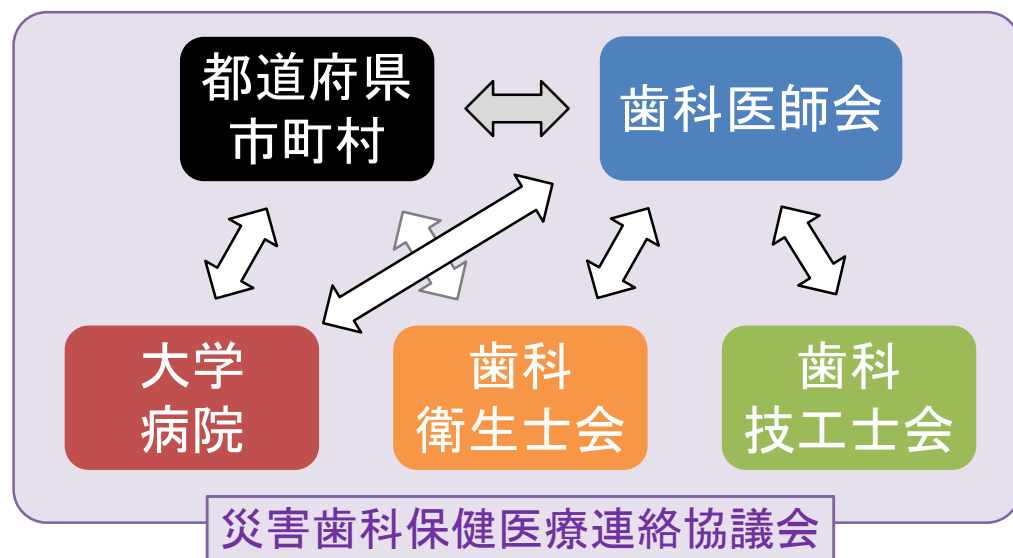 都道府県
市町村
歯科医師会
大学
病院
歯科
衛生士会
歯科
技工士会
災害歯科保健医療連絡協議会